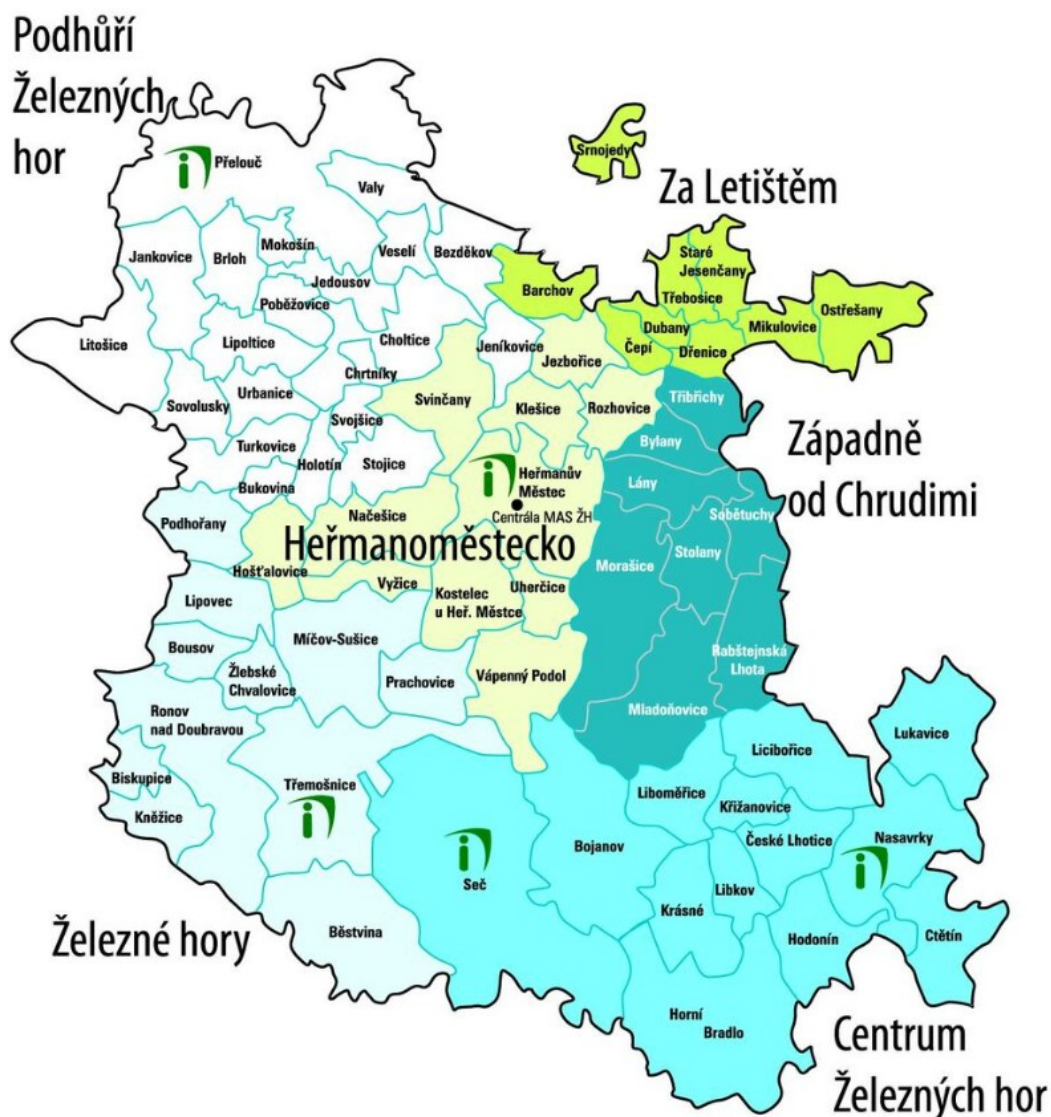 Podhůří
Železných
hor
Přelouč
Valy
Srnojedy
Za Letištěm
Jankovice
Brloh
Mokošín
Veselí
Bezděkov
Staré
Jesenčany
Jedousov
Barchov
Třebosice
Ostřešany
Poběžovice
Dubany
Mikulovice
Litošice
Lipoltice
Choltice
Jeníkovice
Jezbořice
Čepí
Dřenice
Chrtníky
Sovolusky
Urbanice
Svinčany
Klešice
Rozhovice
Třibřichy
Svojšice
Západně
od Chrudimi
Turkovice
Holotín
Stojice
Bylany
Heřmanův
Městec
Bukovina
Lány
Centrála MAS ŽH
Podhořany
Načešice
Sobětuchy
Heřmanoměstecko
Stolany
Hošťalovice
Vyžice
Morašice
Kostelec
u Heř. Městce
Uherčice
Lipovec
Míčov-Sušice
Bousov
Žlebské
Chvalovice
Prachovice
Vápenný Podol
Rabštejnská
Lhota
Ronov
nad Doubravou
Mladoňovice
Lukavice
Licibořice
Biskupice
Třemošnice
Liboměřice
Křižanovice
Kněžice
Bojanov
České Lhotice
Nasavrky
Seč
Krásné
Libkov
Železné hory
Běstvina
Hodonín
Ctětín
Horní
Bradlo
Centrum
Železných hor